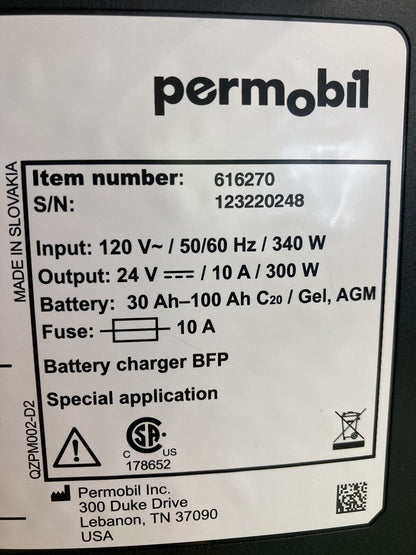 permobil
Item number: 616270
S/N: 123220248
Input: 120 V~ / 50/60 Hz / 340 W
Output: 24 V ⎓ / 10 A / 300 W
Battery: 30 Ah–100 Ah C20 / Gel, AGM
Fuse: 10 A
Battery charger BFP
Special application
C SA US
178652
Permobil Inc.
300 Duke Drive
Lebanon, TN 37090
USA
MADE IN SLOVAKIA
QZPM002-D2